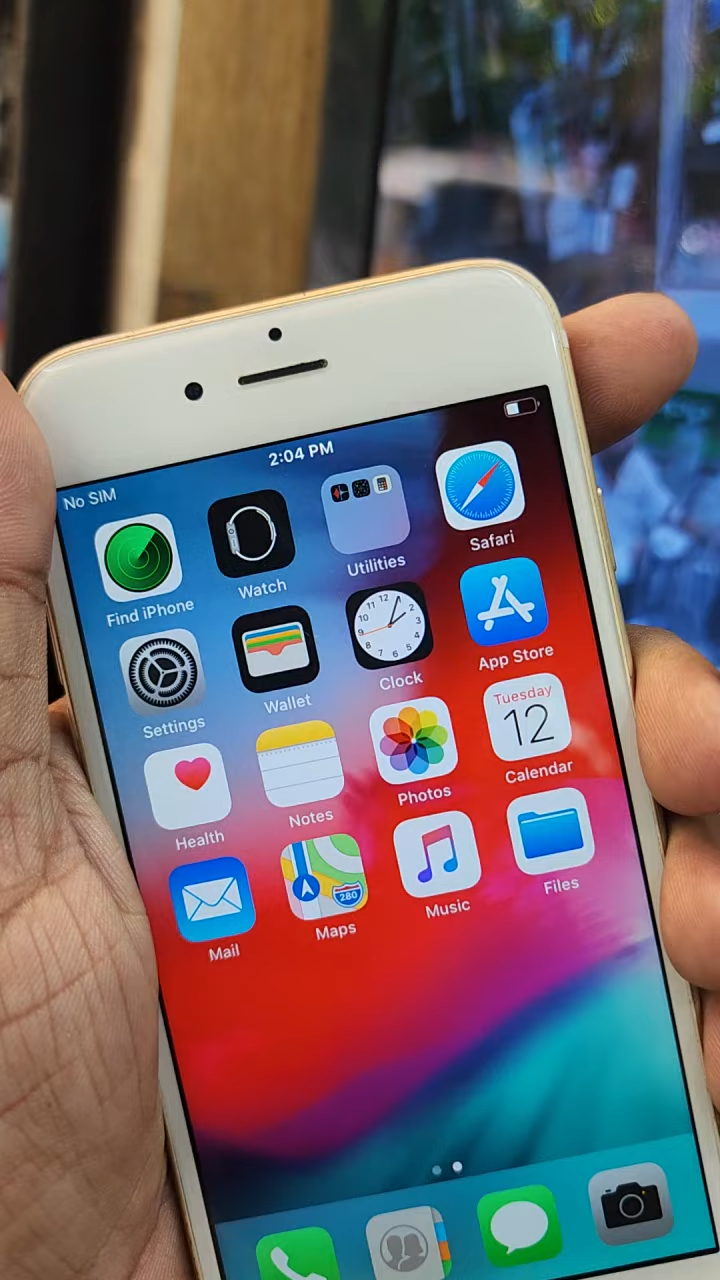 No SIM
2:04 PM
Find iPhone
Watch
Utilities
Safari
Settings
Wallet
Clock
App Store
Health
Notes
Photos
Tuesday
12
Calendar
Mail
280
Maps
Music
Files